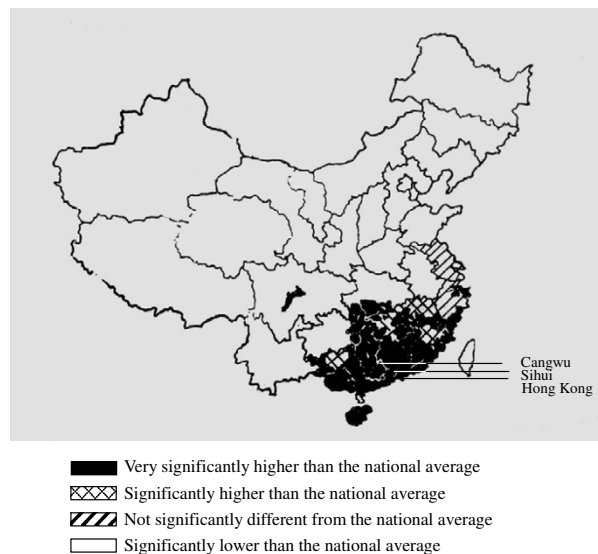 Cangwu
Sihui
Hong Kong
Very significantly higher than the national average
Significantly higher than the national average
Not significantly different from the national average
Significantly lower than the national average